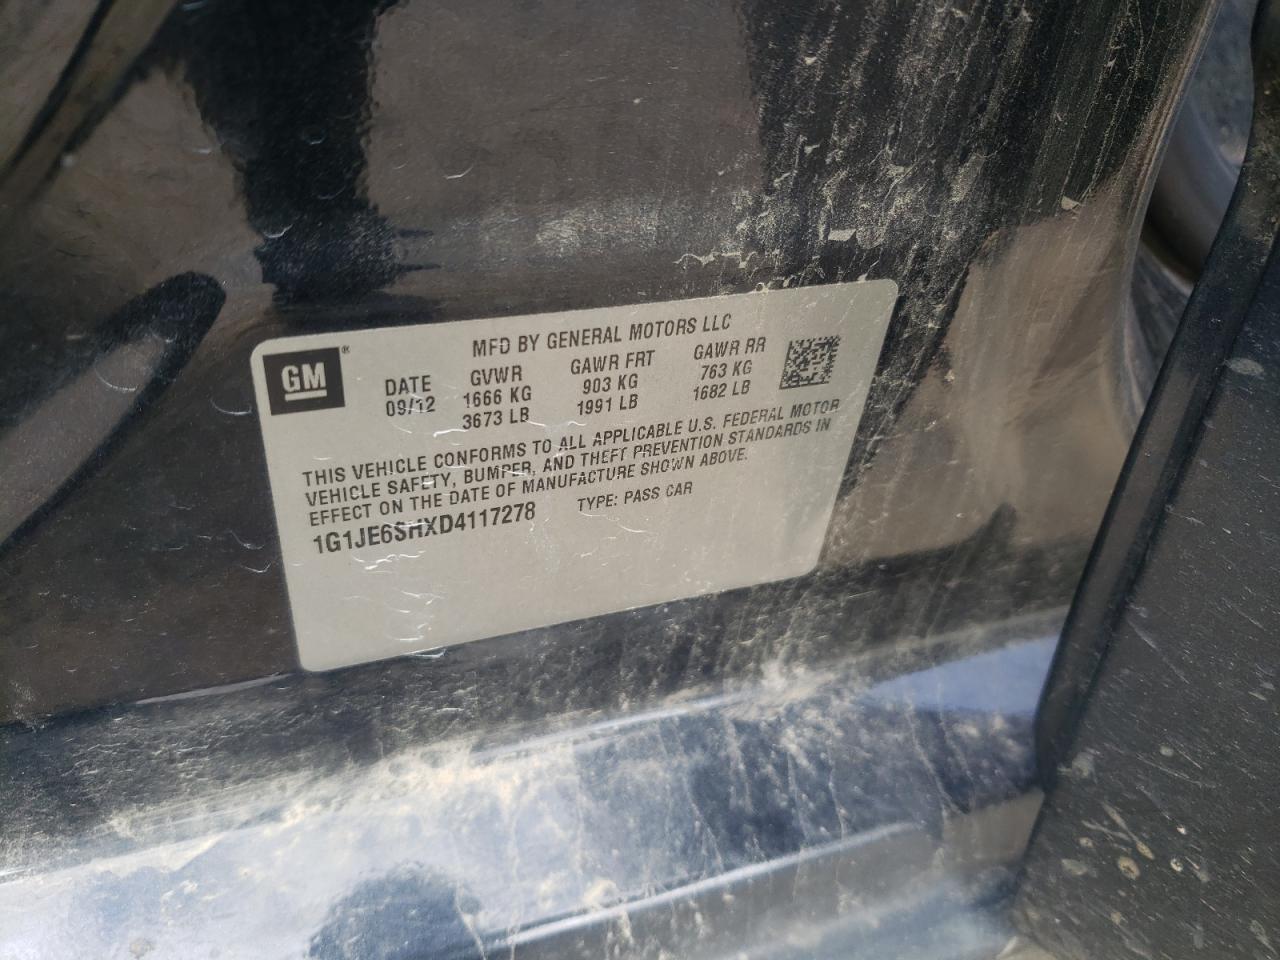 GM®
MFD BY GENERAL MOTORS LLC
DATE GVWR GAWR FRT GAWR RR
09/12 1666 KG 903 KG 763 KG
3673 LB 1991 LB 1682 LB
THIS VEHICLE CONFORMS TO ALL APPLICABLE U.S. FEDERAL MOTOR
VEHICLE SAFETY, BUMPER, AND THEFT PREVENTION STANDARDS IN
EFFECT ON THE DATE OF MANUFACTURE SHOWN ABOVE.
1G1JE6SHXD4117278 TYPE: PASS CAR